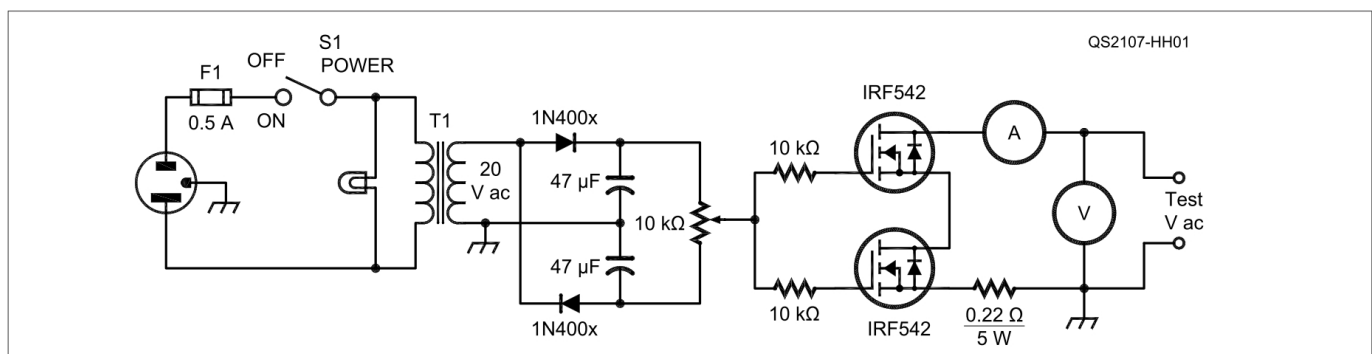 QS2107-HH01
S1
POWER
OFF
ON
F1
0.5 A
T1
20
V ac
1N400x
47 µF
47 µF
1N400x
10 kΩ
10 kΩ
10 kΩ
IRF542
IRF542
A
V
0.22 Ω
5 W
Test
V ac